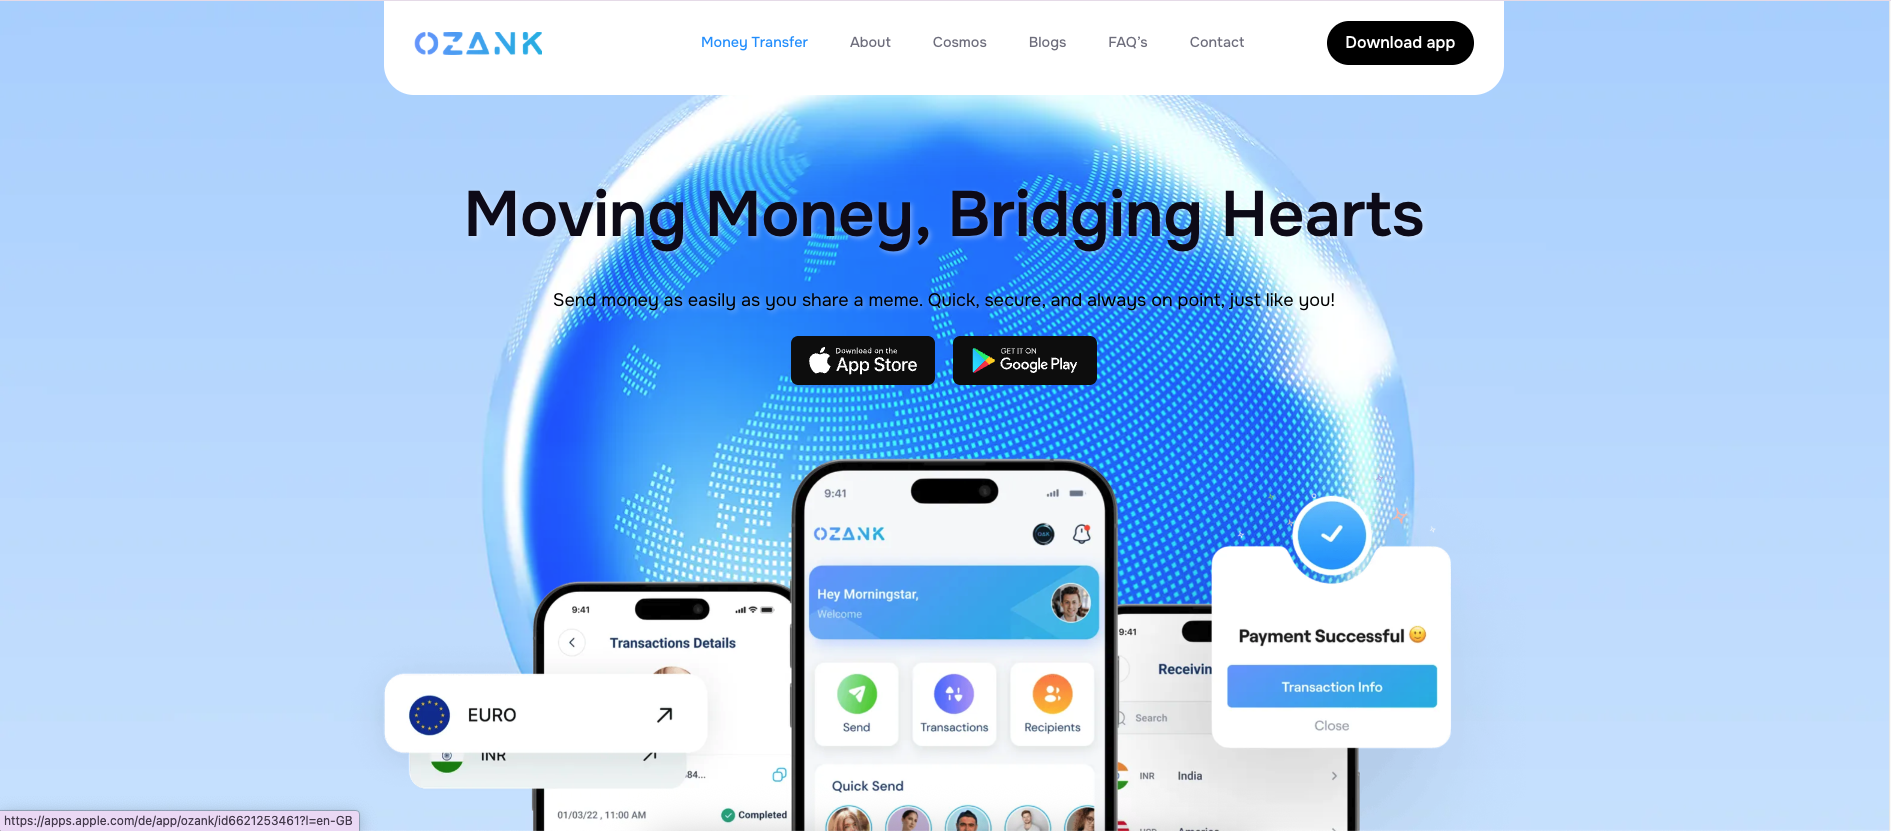 OZANK
Money Transfer
About
Cosmos
Blogs
FAQ's
Contact
Download app
Moving Money, Bridging Hearts
Send money as easily as you share a meme. Quick, secure, and always on point, just like you!
Download on the
App Store
GET IT ON
Google Play
9:41
OZANK
Hey Morningstar,
Welcome
Send
Transactions
Recipients
Quick Send
9:41
Transactions Details
EURO
INR
84...
01/03/22 , 11:00 AM
Completed
9:41
Receivin
Search
INR
India
Payment Successful
Transaction Info
Close
https://apps.apple.com/de/app/ozank/id6621253461?l=en-GB